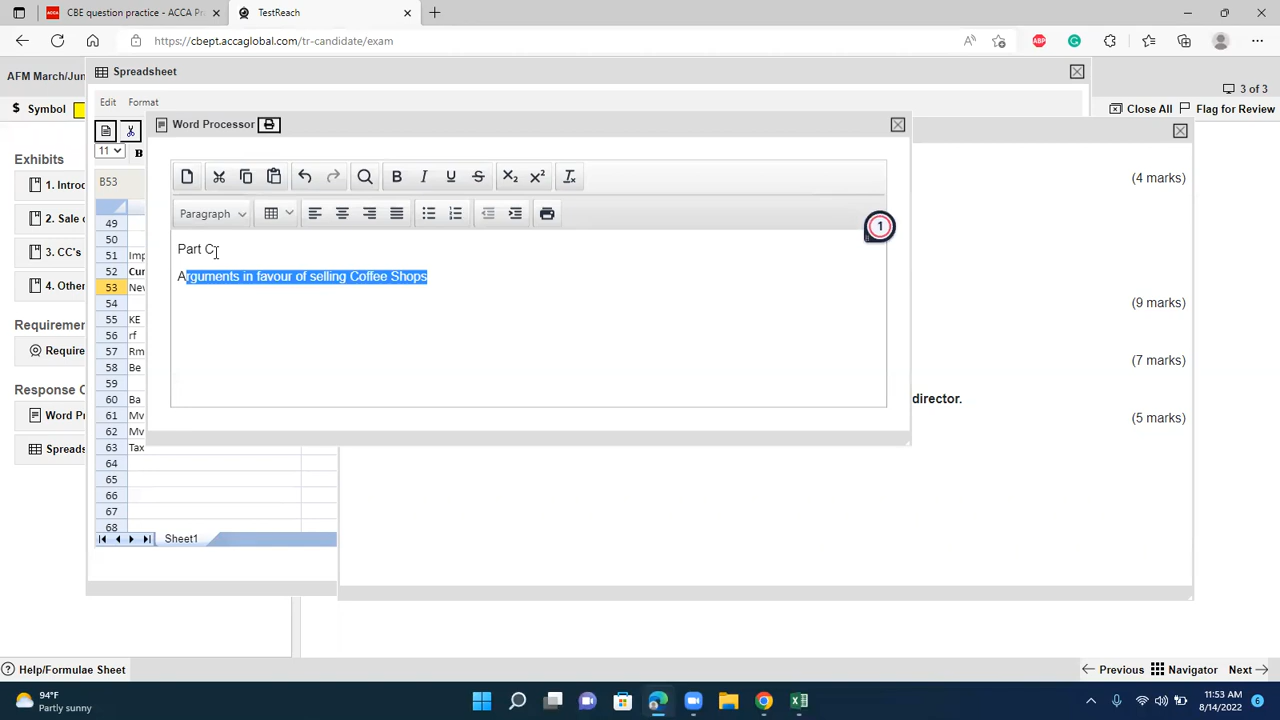 CBE question practice - ACCA Pr
TestReach
https://cbept.accaglobal.com/tr-candidate/exam
AFM March/Jun
Spreadsheet
3 of 3
$ Symbol
Close All
Flag for Review
Edit Format
Word Processor
11
B
B53
Paragraph
Exhibits
1. Introc
2. Sale c
3. CC's
4. Other
Requiremer
Require
Response C
Word Pr
Spreads
49
50
51 Imp
52 Cur
53 Nev
54
55 KE
56 rf
57 Rm
58 Be
59
60 Ba
61 Mv
62 Mv
63 Tax
64
65
66
67
68
Sheet1
Part C
Arguments in favour of selling Coffee Shops
1
(4 marks)
(9 marks)
(7 marks)
director.
(5 marks)
Help/Formulae Sheet
Previous
Navigator
Next
94°F
Partly sunny
11:53 AM
8/14/2022
6